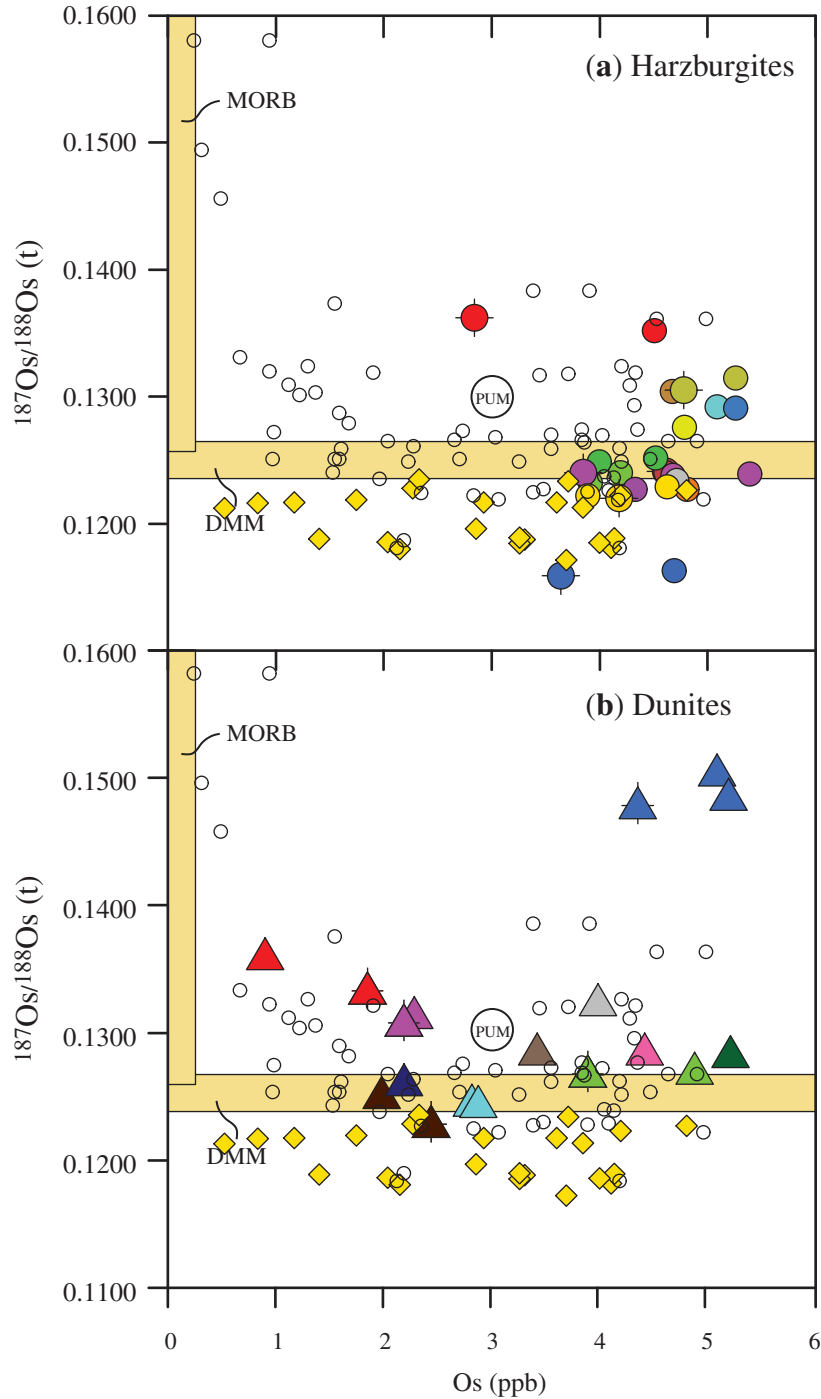 0.1600
(a) Harzburgites
MORB
0.1500
0.1400
187Os/188Os (t)
0.1300
PUM
DMM
0.1200
0.1600
(b) Dunites
MORB
0.1500
0.1400
187Os/188Os (t)
0.1300
PUM
DMM
0.1200
0.1100
0 1 2 3 4 5 6
Os (ppb)